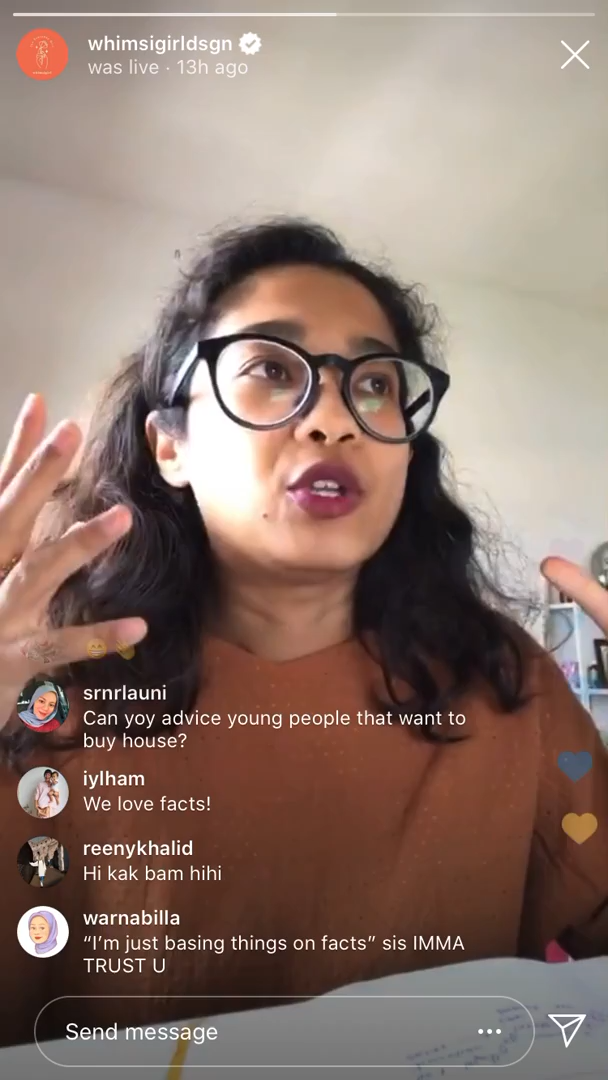 whimsigirldsgn
was live · 13h ago
srnrlauni
Can yoy advice young people that want to
buy house?
iylham
We love facts!
reenykhalid
Hi kak bam hihi
warnabilla
“I’m just basing things on facts” sis IMMA
TRUST U
Send message